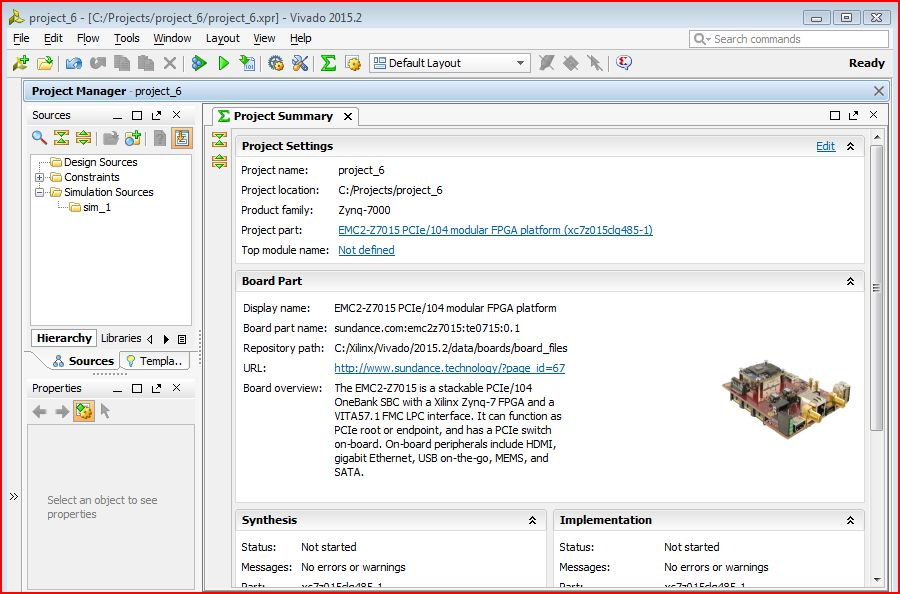 project_6 - [C:/Projects/project_6/project_6.xpr] - Vivado 2015.2
File Edit Flow Tools Window Layout View Help
Search commands
Default Layout
Ready
Project Manager - project_6
Sources
Design Sources
Constraints
Simulation Sources
sim_1
Hierarchy Libraries
Sources Templa..
Properties
Select an object to see
properties
Project Summary
Project Settings Edit
Project name: project_6
Project location: C:/Projects/project_6
Product family: Zynq-7000
Project part: EMC2-Z7015 PCIe/104 modular FPGA platform (xc7z015clg485-1)
Top module name: Not defined
Board Part
Display name: EMC2-Z7015 PCIe/104 modular FPGA platform
Board part name: sundance.com:emc2z7015:te0715:0.1
Repository path: C:/Xilinx/Vivado/2015.2/data/boards/board_files
URL: http://www.sundance.technology/?page_id=67
Board overview: The EMC2-Z7015 is a stackable PCIe/104
OneBank SBC with a Xilinx Zynq-7 FPGA and a
VITA57.1 FMC LPC interface. It can function as
PCIe root or endpoint, and has a PCIe switch
on-board. On-board peripherals include HDMI,
gigabit Ethernet, USB on-the-go, MEMS, and
SATA.
Synthesis
Status: Not started
Messages: No errors or warnings
Part: xc7z015clg485-1
Implementation
Status: Not started
Messages: No errors or warnings
Part: xc7z015clg485-1